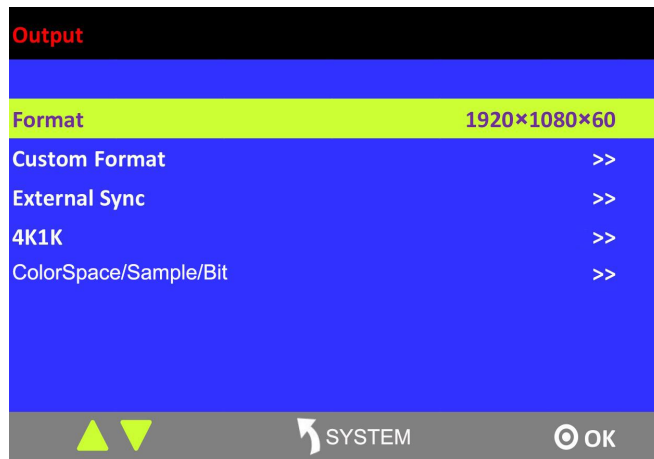 Output
Format 1920×1080×60
Custom Format >>
External Sync >>
4K1K >>
ColorSpace/Sample/Bit >>
SYSTEM OK